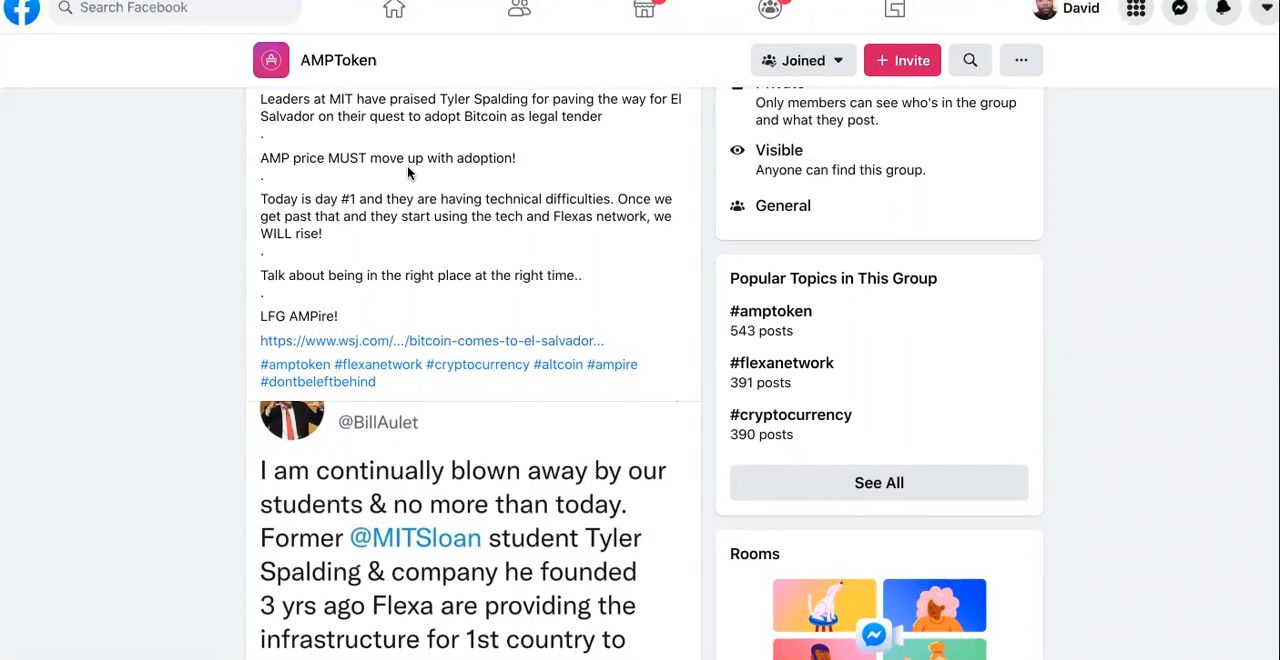 Search Facebook
David
AMPToken
Joined
+ Invite
Leaders at MIT have praised Tyler Spalding for paving the way for El
Salvador on their quest to adopt Bitcoin as legal tender
.
AMP price MUST move up with adoption!
.
Today is day #1 and they are having technical difficulties. Once we
get past that and they start using the tech and Flexas network, we
WILL rise!
.
Talk about being in the right place at the right time..
.
LFG AMPire!
https://www.wsj.com/.../bitcoin-comes-to-el-salvador...
#amptoken #flexanetwork #cryptocurrency #altcoin #ampire
#dontbeleftbehind
@BillAulet
I am continually blown away by our
students & no more than today.
Former @MITSloan student Tyler
Spalding & company he founded
3 yrs ago Flexa are providing the
infrastructure for 1st country to
Private
Only members can see who's in the group
and what they post.
Visible
Anyone can find this group.
General
Popular Topics in This Group
#amptoken
543 posts
#flexanetwork
391 posts
#cryptocurrency
390 posts
See All
Rooms